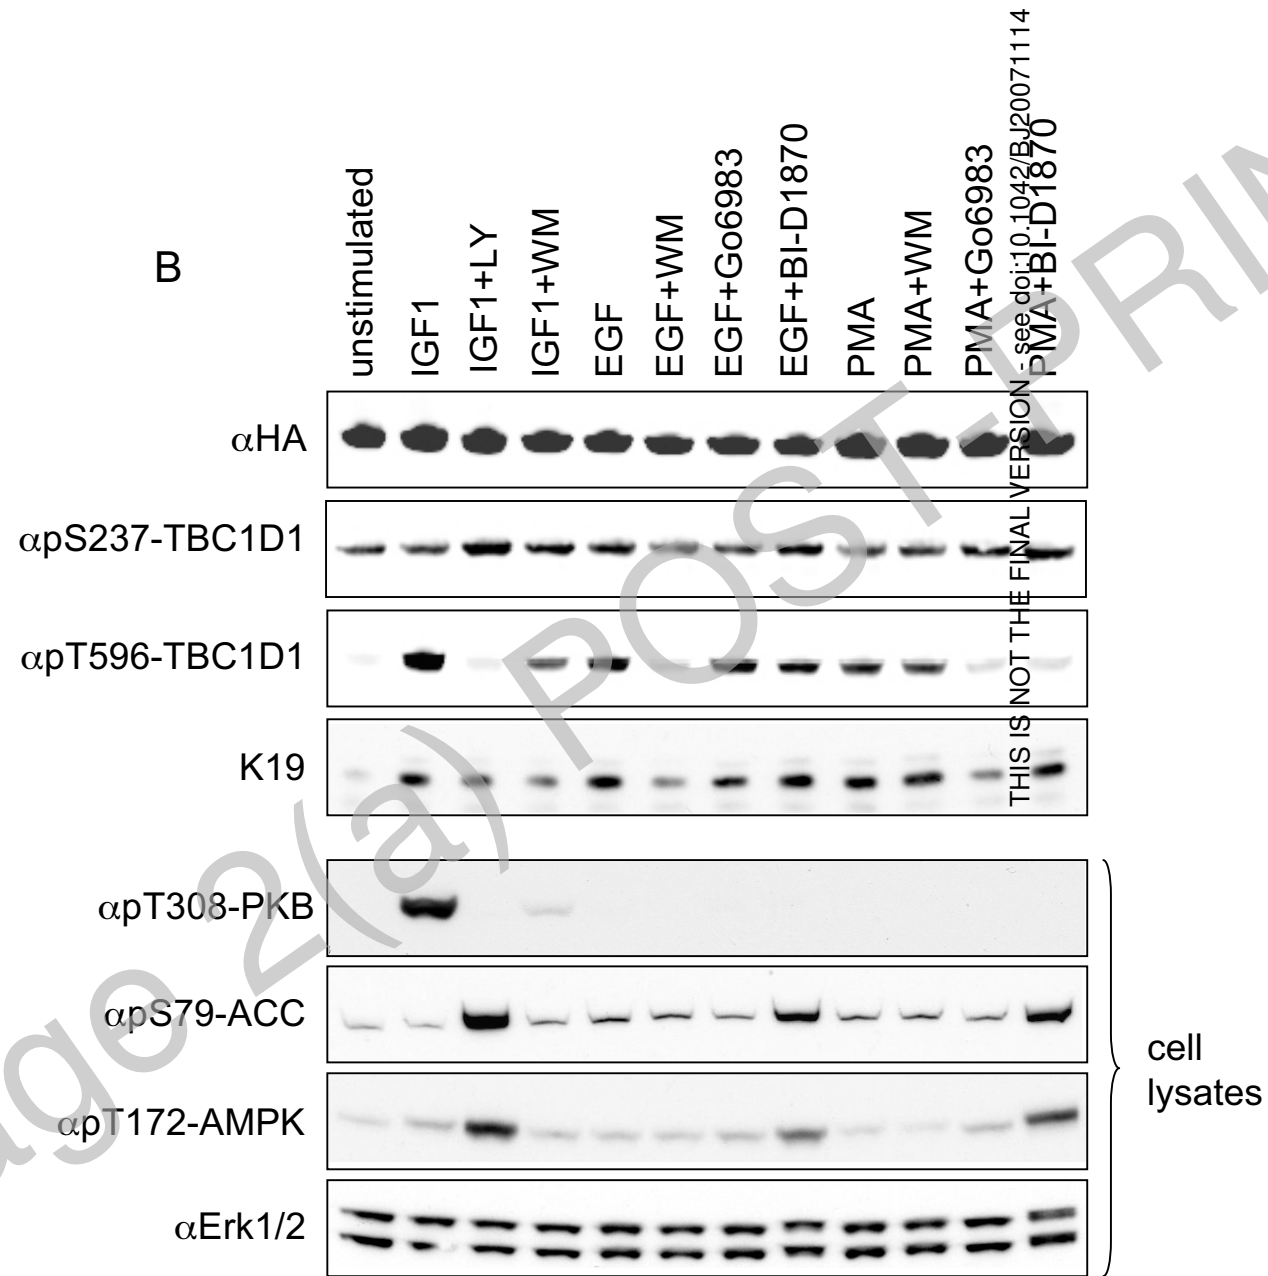 B
unstimulated
IGF1
IGF1+LY
IGF1+WM
EGF
EGF+WM
EGF+Go6983
EGF+BI-D1870
PMA
PMA+WM
PMA+Go6983
PMA+BI-D1870
THIS IS NOT THE FINAL VERSION - see doi:10.1042/BJ20071114
αHA
αpS237-TBC1D1
αpT596-TBC1D1
K19
αpT308-PKB
αpS79-ACC
αpT172-AMPK
αErk1/2
cell
lysates
age 2(a) POST-PRIN